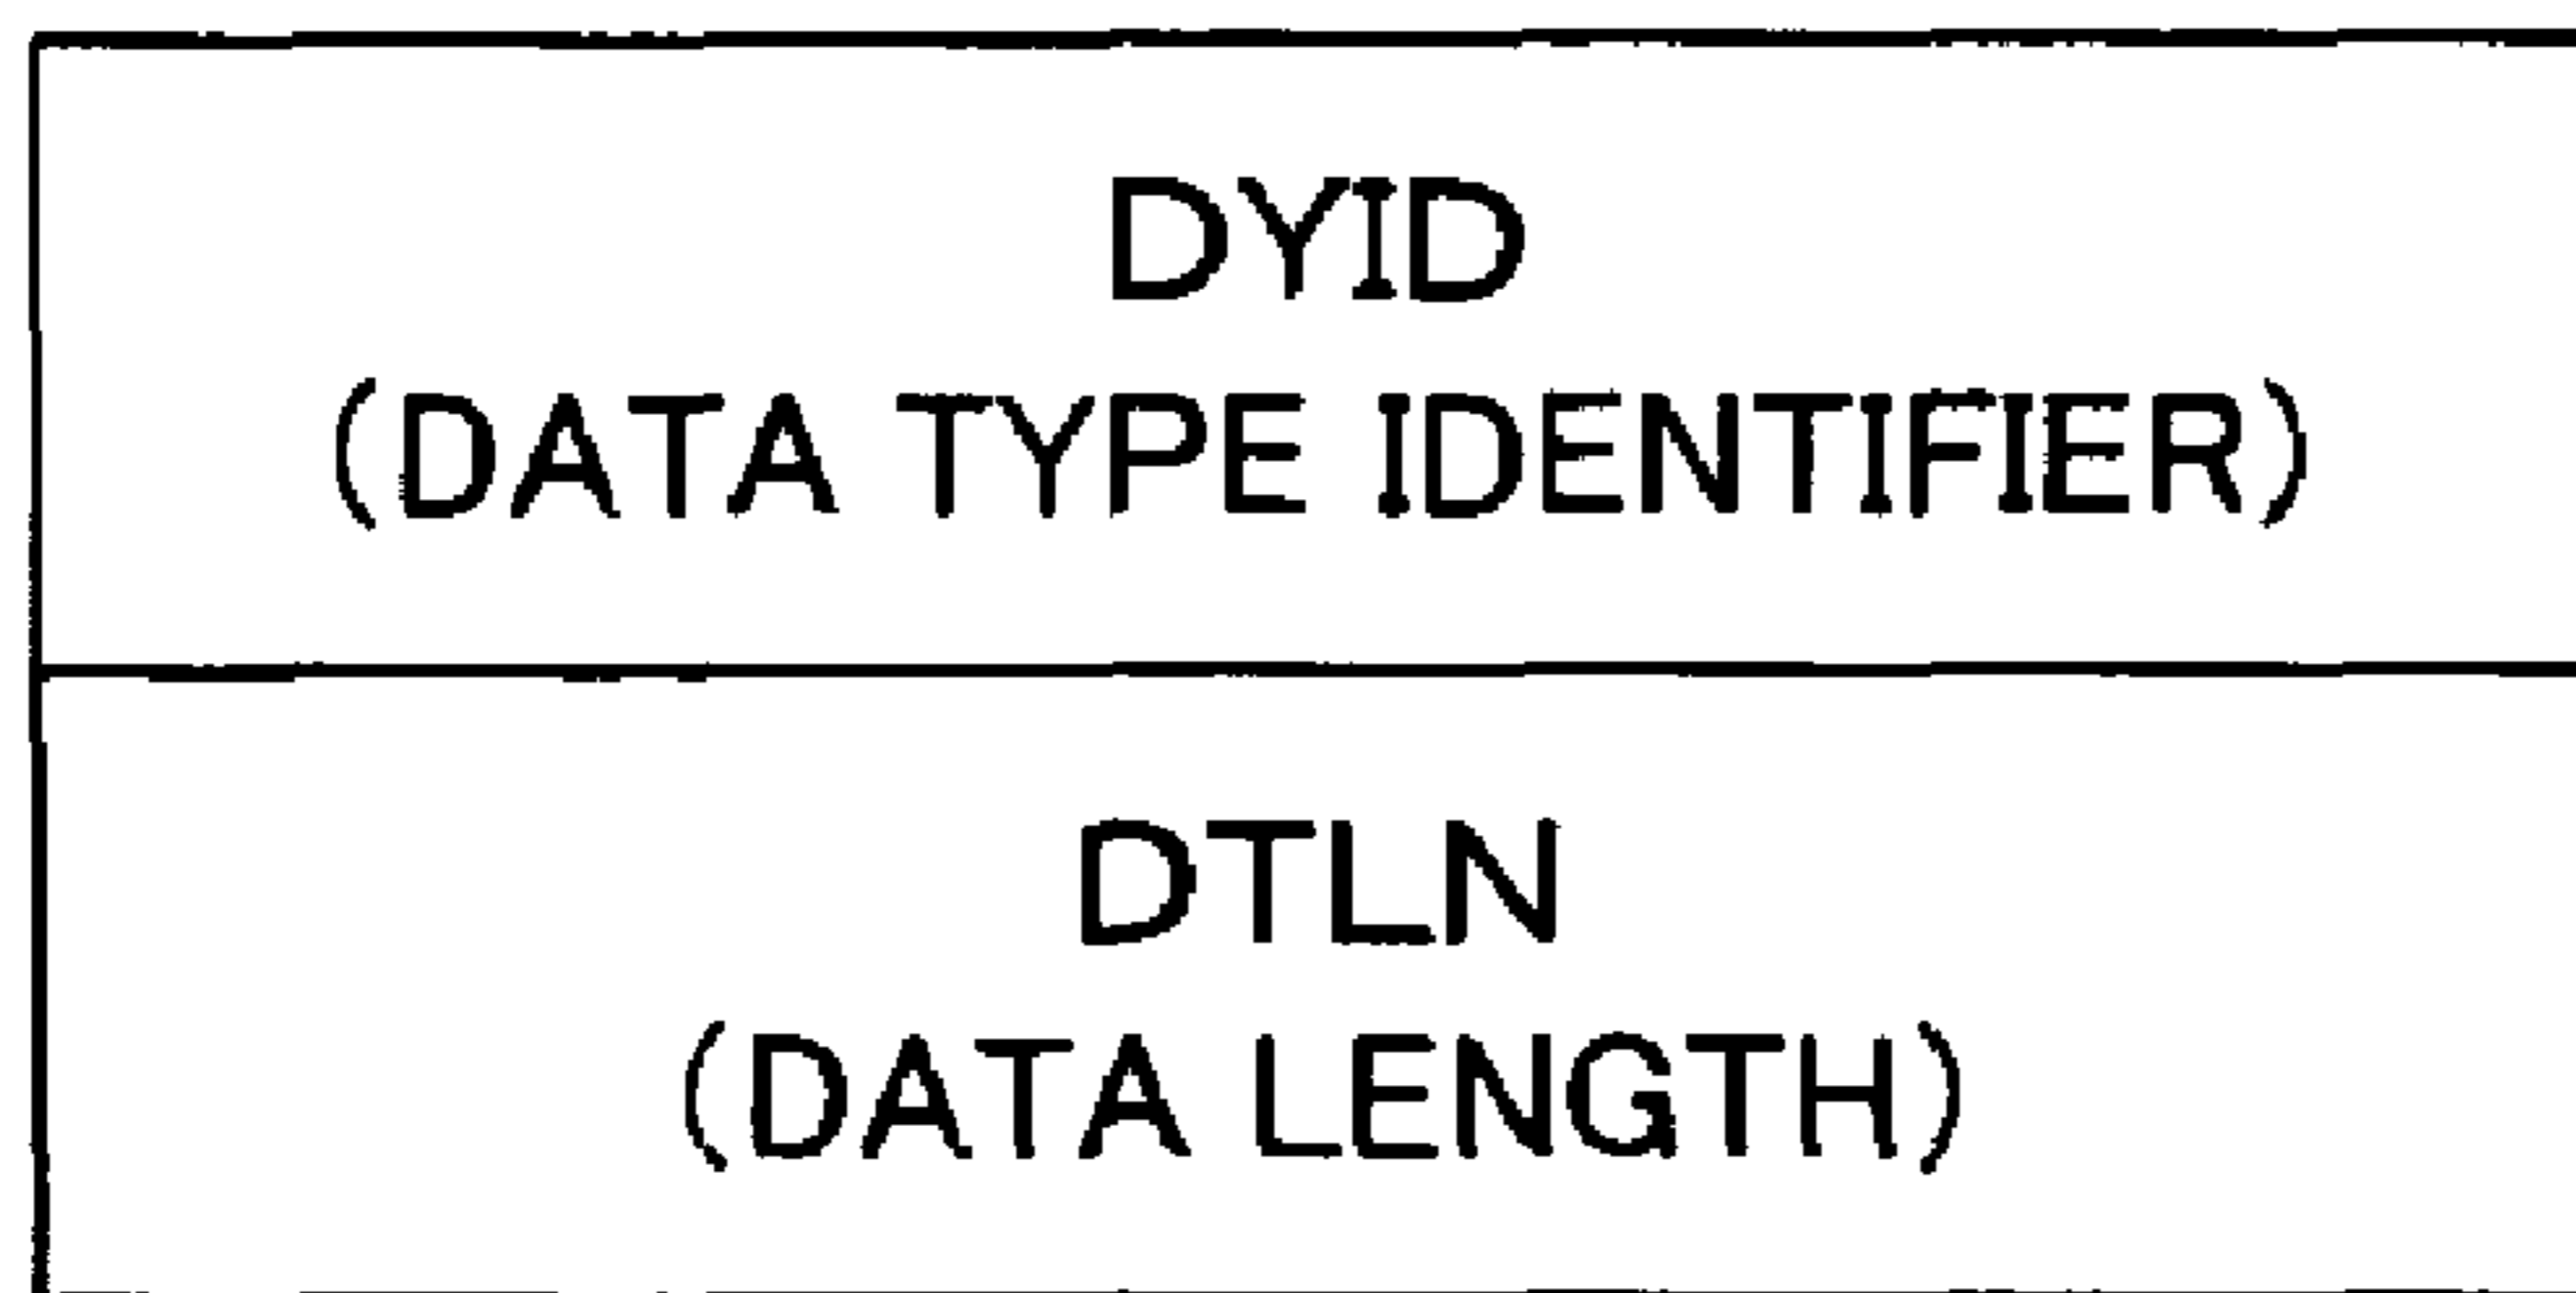 DYID
(DATA TYPE IDENTIFIER)
DTLN
(DATA LENGTH)